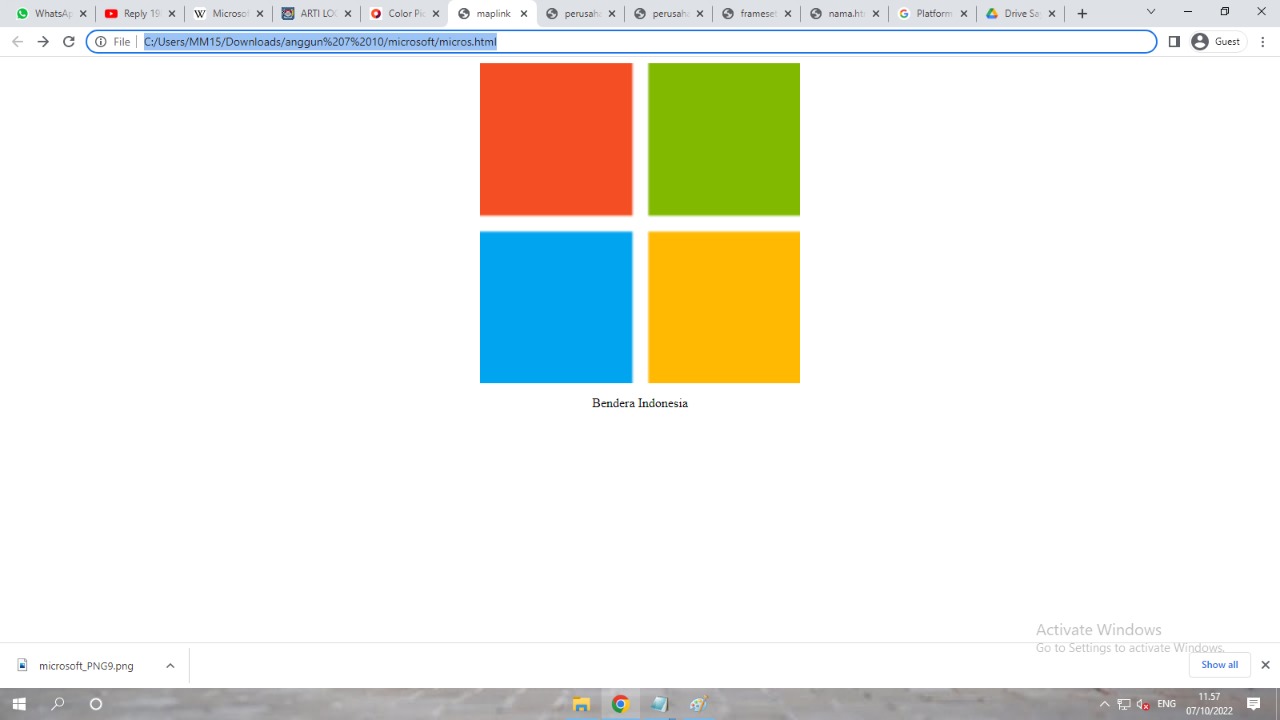 WhatsAp
Reply 19
Microsof
ARTI LO
Color Pic
maplink
perusaha
perusaha
frameset
nama.htm
Platform
Drive Sa
File
C:/Users/MM15/Downloads/anggun%207%2010/microsoft/micros.html
Guest
Bendera Indonesia
Activate Windows
Go to Settings to activate Windows.
microsoft_PNG9.png
Show all
ENG
11.57
07/10/2022